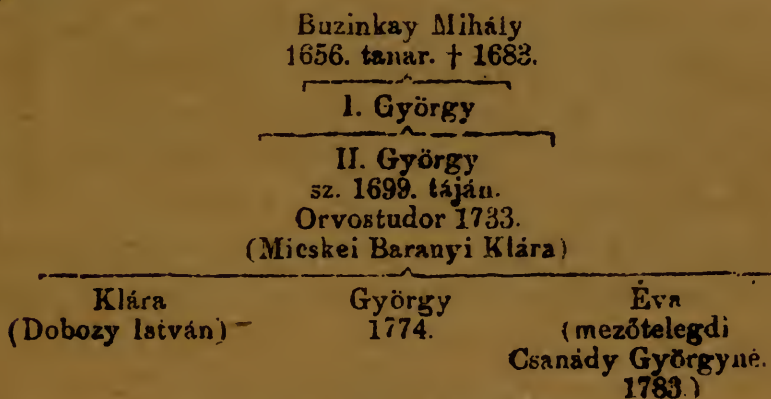 Buzinkay Mihály
1656. tanar. † 1683.
I. György
II. György
sz. 1699. táján.
Orvostudor 1733.
(Micskei Baranyi Klára)
Klára György Éva
(Dobozy István) 1774. (mezőtelegdi
Csanády Györgyné.
1783.)